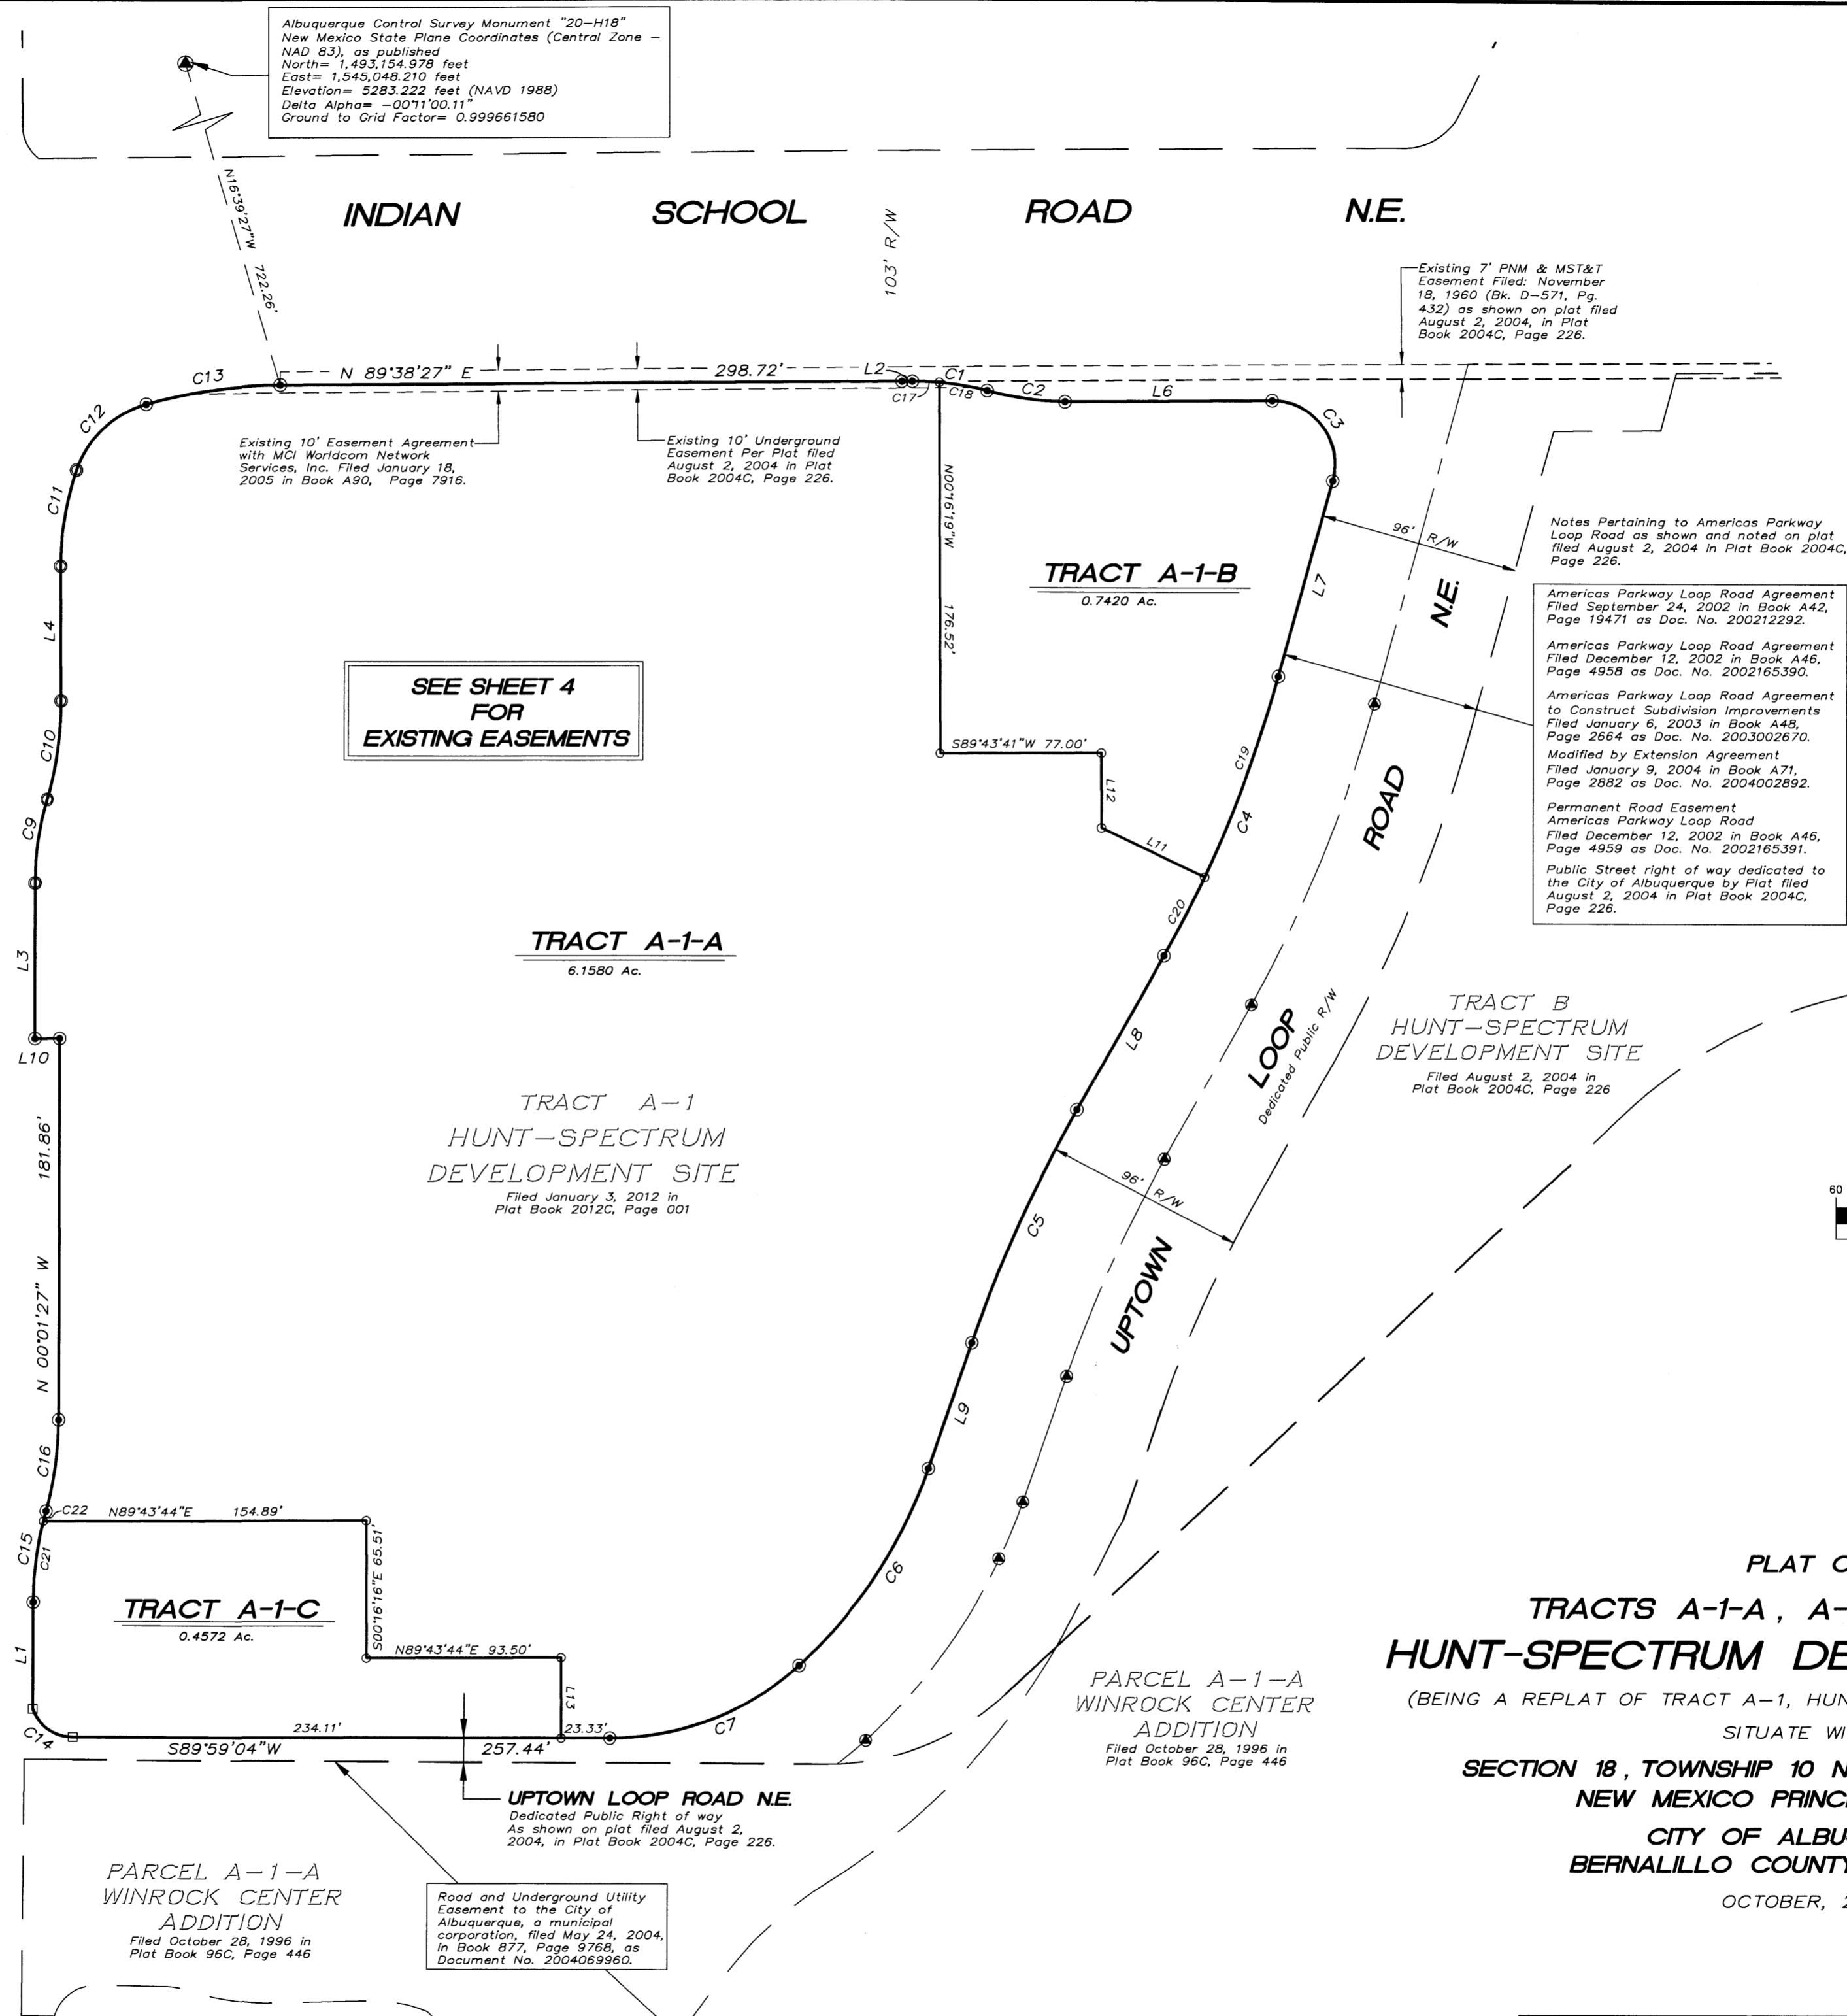 Albuquerque Control Survey Monument "20-H18"
New Mexico State Plane Coordinates (Central Zone -
NAD 83), as published
North= 1,493,154.978 feet
East= 1,545,048.210 feet
Elevation= 5283.222 feet (NAVD 1988)
Delta Alpha= -00°11'00.11"
Ground to Grid Factor= 0.999661580
N16°39'27"W 722.26'
INDIAN SCHOOL ROAD N.E.
103' R/W
Existing 7' PNM & MST&T
Easement Filed: November
18, 1960 (Bk. D-571, Pg.
432) as shown on plat filed
August 2, 2004, in Plat
Book 2004C, Page 226.
C13
N 89°38'27" E
298.72'
L2
C1
C17
C18
C2
L6
C3
C12
C11
Existing 10' Easement Agreement
with MCI Worldcom Network
Services, Inc. Filed January 18,
2005 in Book A90, Page 7916.
Existing 10' Underground
Easement Per Plat filed
August 2, 2004 in Plat
Book 2004C, Page 226.
N00°16'19"W
176.52'
96' R/W
Notes Pertaining to Americas Parkway
Loop Road as shown and noted on plat
filed August 2, 2004 in Plat Book 2004C,
Page 226.
TRACT A-1-B
0.7420 Ac.
L7
N.E.
Americas Parkway Loop Road Agreement
Filed September 24, 2002 in Book A42,
Page 19471 as Doc. No. 200212292.
Americas Parkway Loop Road Agreement
Filed December 12, 2002 in Book A46,
Page 4958 as Doc. No. 2002165390.
Americas Parkway Loop Road Agreement
to Construct Subdivision Improvements
Filed January 6, 2003 in Book A48,
Page 2664 as Doc. No. 2003002670.
Modified by Extension Agreement
Filed January 9, 2004 in Book A71,
Page 2882 as Doc. No. 2004002892.
Permanent Road Easement
Americas Parkway Loop Road
Filed December 12, 2002 in Book A46,
Page 4959 as Doc. No. 2002165391.
Public Street right of way dedicated to
the City of Albuquerque by Plat filed
August 2, 2004 in Plat Book 2004C,
Page 226.
L4
SEE SHEET 4
FOR
EXISTING EASEMENTS
C10
S89°43'41"W 77.00'
L12
C19
C4
ROAD
C9
L11
C20
L3
TRACT A-1-A
6.1580 Ac.
L10
L8
LOOP
Dedicated Public R/W
TRACT B
HUNT-SPECTRUM
DEVELOPMENT SITE
Filed August 2, 2004 in
Plat Book 2004C, Page 226
TRACT A-1
HUNT-SPECTRUM
DEVELOPMENT SITE
Filed January 3, 2012 in
Plat Book 2012C, Page 001
N 00°01'27" W
181.86'
96' R/W
60
C5
UPTOWN
L9
C16
C22
N89°43'44"E 154.89'
C15
C21
S00°16'16"E 65.51'
C6
TRACT A-1-C
0.4572 Ac.
L1
N89°43'44"E 93.50'
L13
C14
234.11'
23.33'
C7
S89°59'04"W
257.44'
UPTOWN LOOP ROAD N.E.
Dedicated Public Right of way
As shown on plat filed August 2,
2004, in Plat Book 2004C, Page 226.
PARCEL A-1-A
WINROCK CENTER
ADDITION
Filed October 28, 1996 in
Plat Book 96C, Page 446
PARCEL A-1-A
WINROCK CENTER
ADDITION
Filed October 28, 1996 in
Plat Book 96C, Page 446
Road and Underground Utility
Easement to the City of
Albuquerque, a municipal
corporation, filed May 24, 2004,
in Book 877, Page 9768, as
Document No. 2004069960.
PLAT O
TRACTS A-1-A , A-
HUNT-SPECTRUM DE
(BEING A REPLAT OF TRACT A-1, HUN
SITUATE WI
SECTION 18 , TOWNSHIP 10 N
NEW MEXICO PRINC
CITY OF ALBU
BERNALILLO COUNTY
OCTOBER, 2